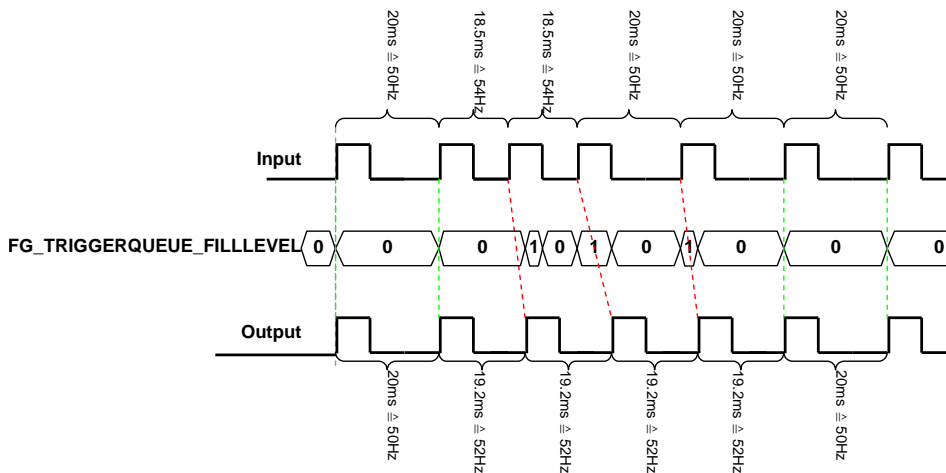 20ms ≙ 50Hz
18.5ms ≙ 54Hz
18.5ms ≙ 54Hz
20ms ≙ 50Hz
20ms ≙ 50Hz
20ms ≙ 50Hz
Input
FG_TRIGGERQUEUE_FILLLEVEL 0 0 0 1 0 1 0 1 0 0 0
Output
20ms ≙ 50Hz
19.2ms ≙ 52Hz
19.2ms ≙ 52Hz
19.2ms ≙ 52Hz
19.2ms ≙ 52Hz
20ms ≙ 50Hz